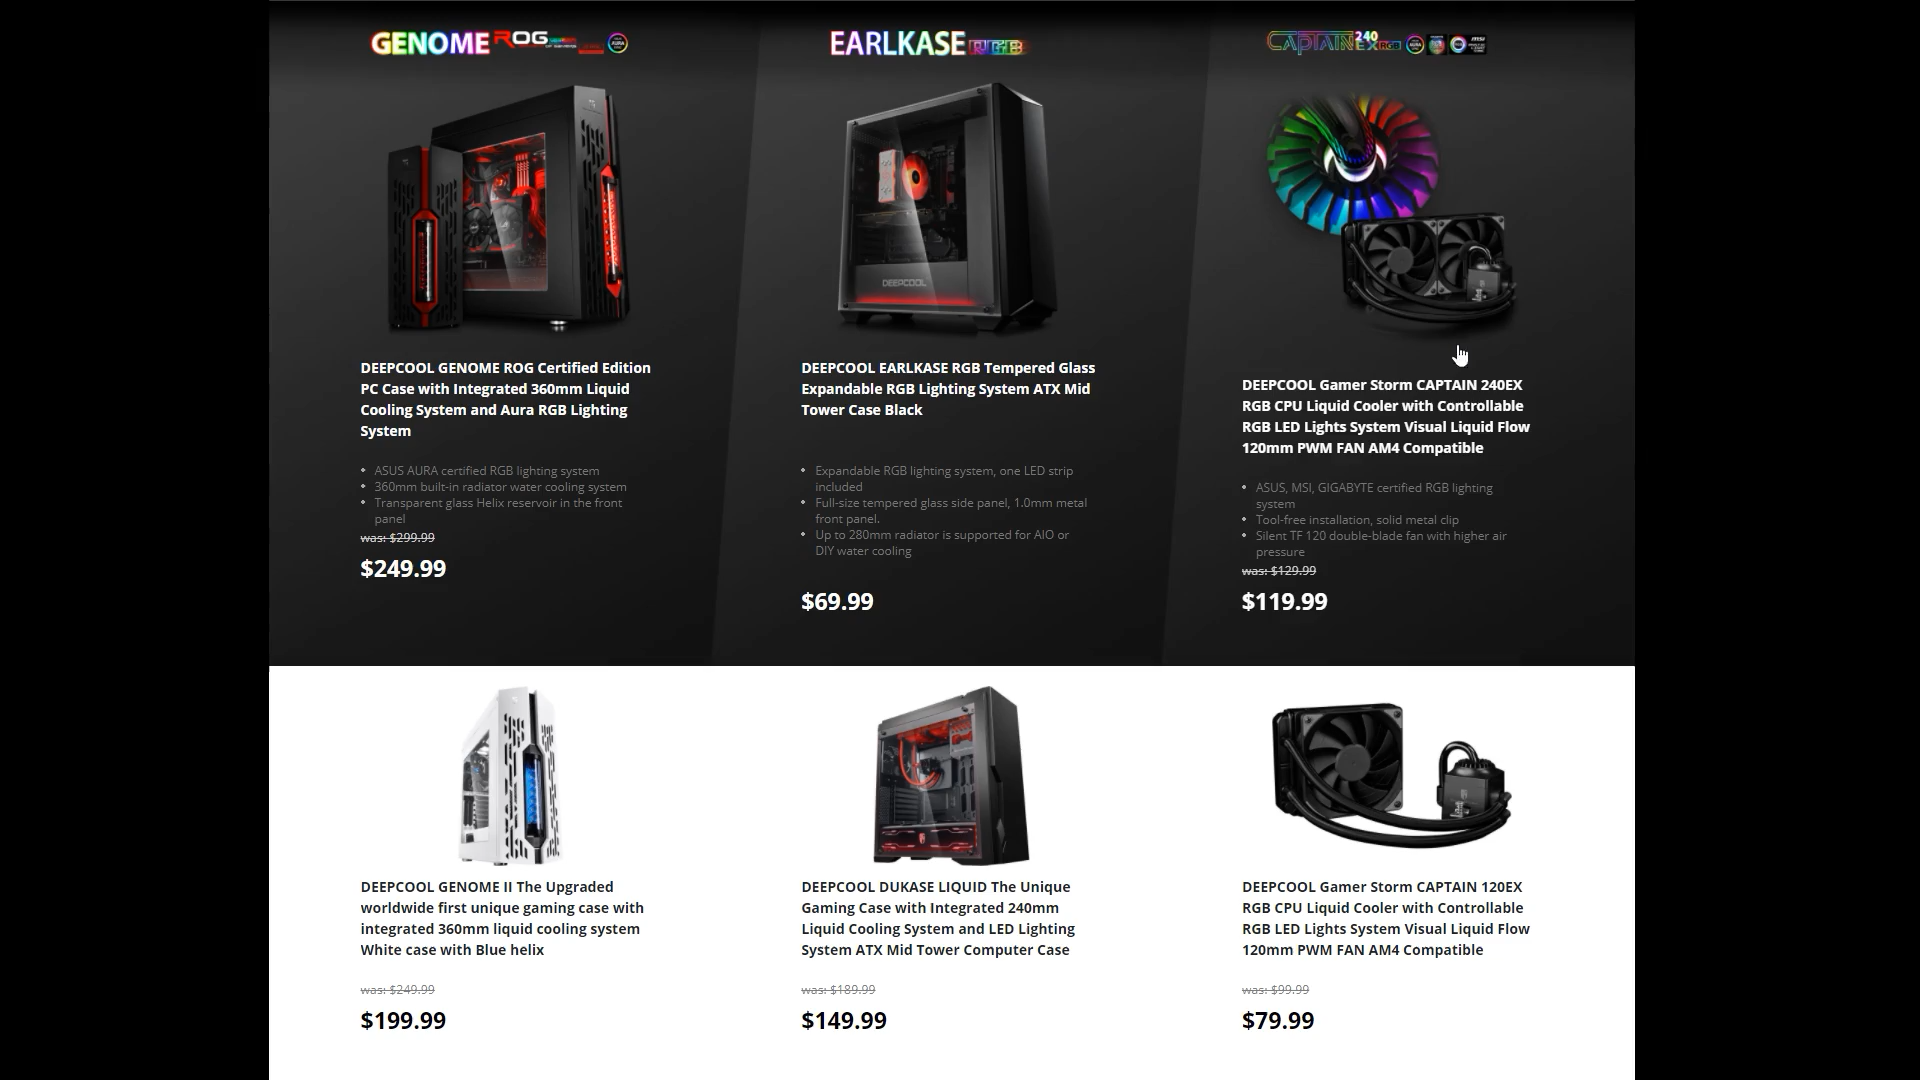 GENOME ROG
EARLKASE RGB
CAPTAIN 240 EX RGB
DEEPCOOL
DEEPCOOL GENOME ROG Certified Edition
PC Case with Integrated 360mm Liquid
Cooling System and Aura RGB Lighting
System
ASUS AURA certified RGB lighting system
360mm built-in radiator water cooling system
Transparent glass Helix reservoir in the front
panel
was: $299.99
$249.99
DEEPCOOL EARLKASE RGB Tempered Glass
Expandable RGB Lighting System ATX Mid
Tower Case Black
Expandable RGB lighting system, one LED strip
included
Full-size tempered glass side panel, 1.0mm metal
front panel.
Up to 280mm radiator is supported for AIO or
DIY water cooling
$69.99
DEEPCOOL Gamer Storm CAPTAIN 240EX
RGB CPU Liquid Cooler with Controllable
RGB LED Lights System Visual Liquid Flow
120mm PWM FAN AM4 Compatible
ASUS, MSI, GIGABYTE certified RGB lighting
system
Tool-free installation, solid metal clip
Silent TF 120 double-blade fan with higher air
pressure
was: $129.99
$119.99
DEEPCOOL GENOME II The Upgraded
worldwide first unique gaming case with
integrated 360mm liquid cooling system
White case with Blue helix
was: $249.99
$199.99
DEEPCOOL DUKASE LIQUID The Unique
Gaming Case with Integrated 240mm
Liquid Cooling System and LED Lighting
System ATX Mid Tower Computer Case
was: $189.99
$149.99
DEEPCOOL Gamer Storm CAPTAIN 120EX
RGB CPU Liquid Cooler with Controllable
RGB LED Lights System Visual Liquid Flow
120mm PWM FAN AM4 Compatible
was: $99.99
$79.99